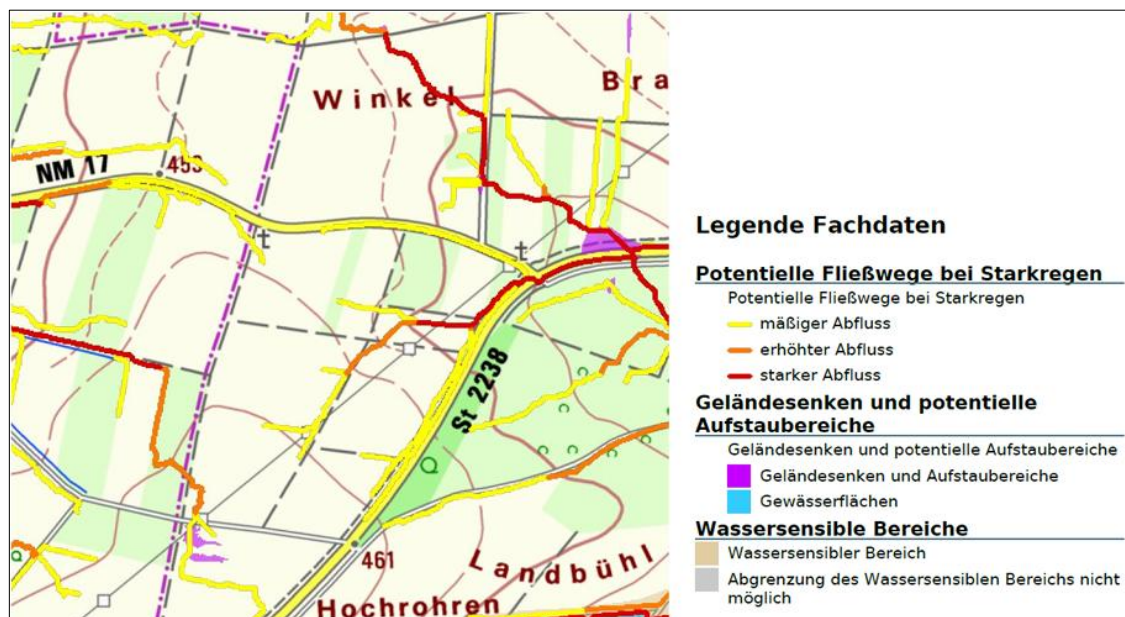 Winkel
Bra
NM 17
453
t
t
St 2238
Q
461
Landbühl
Hochrohren
Legende Fachdaten
Potentielle Fließwege bei Starkregen
Potentielle Fließwege bei Starkregen
mäßiger Abfluss
erhöhter Abfluss
starker Abfluss
Geländesenken und potentielle
Aufstaubereiche
Geländesenken und potentielle Aufstaubereiche
Geländesenken und Aufstaubereiche
Gewässerflächen
Wassersensible Bereiche
Wassersensibler Bereich
Abgrenzung des Wassersensiblen Bereichs nicht
möglich